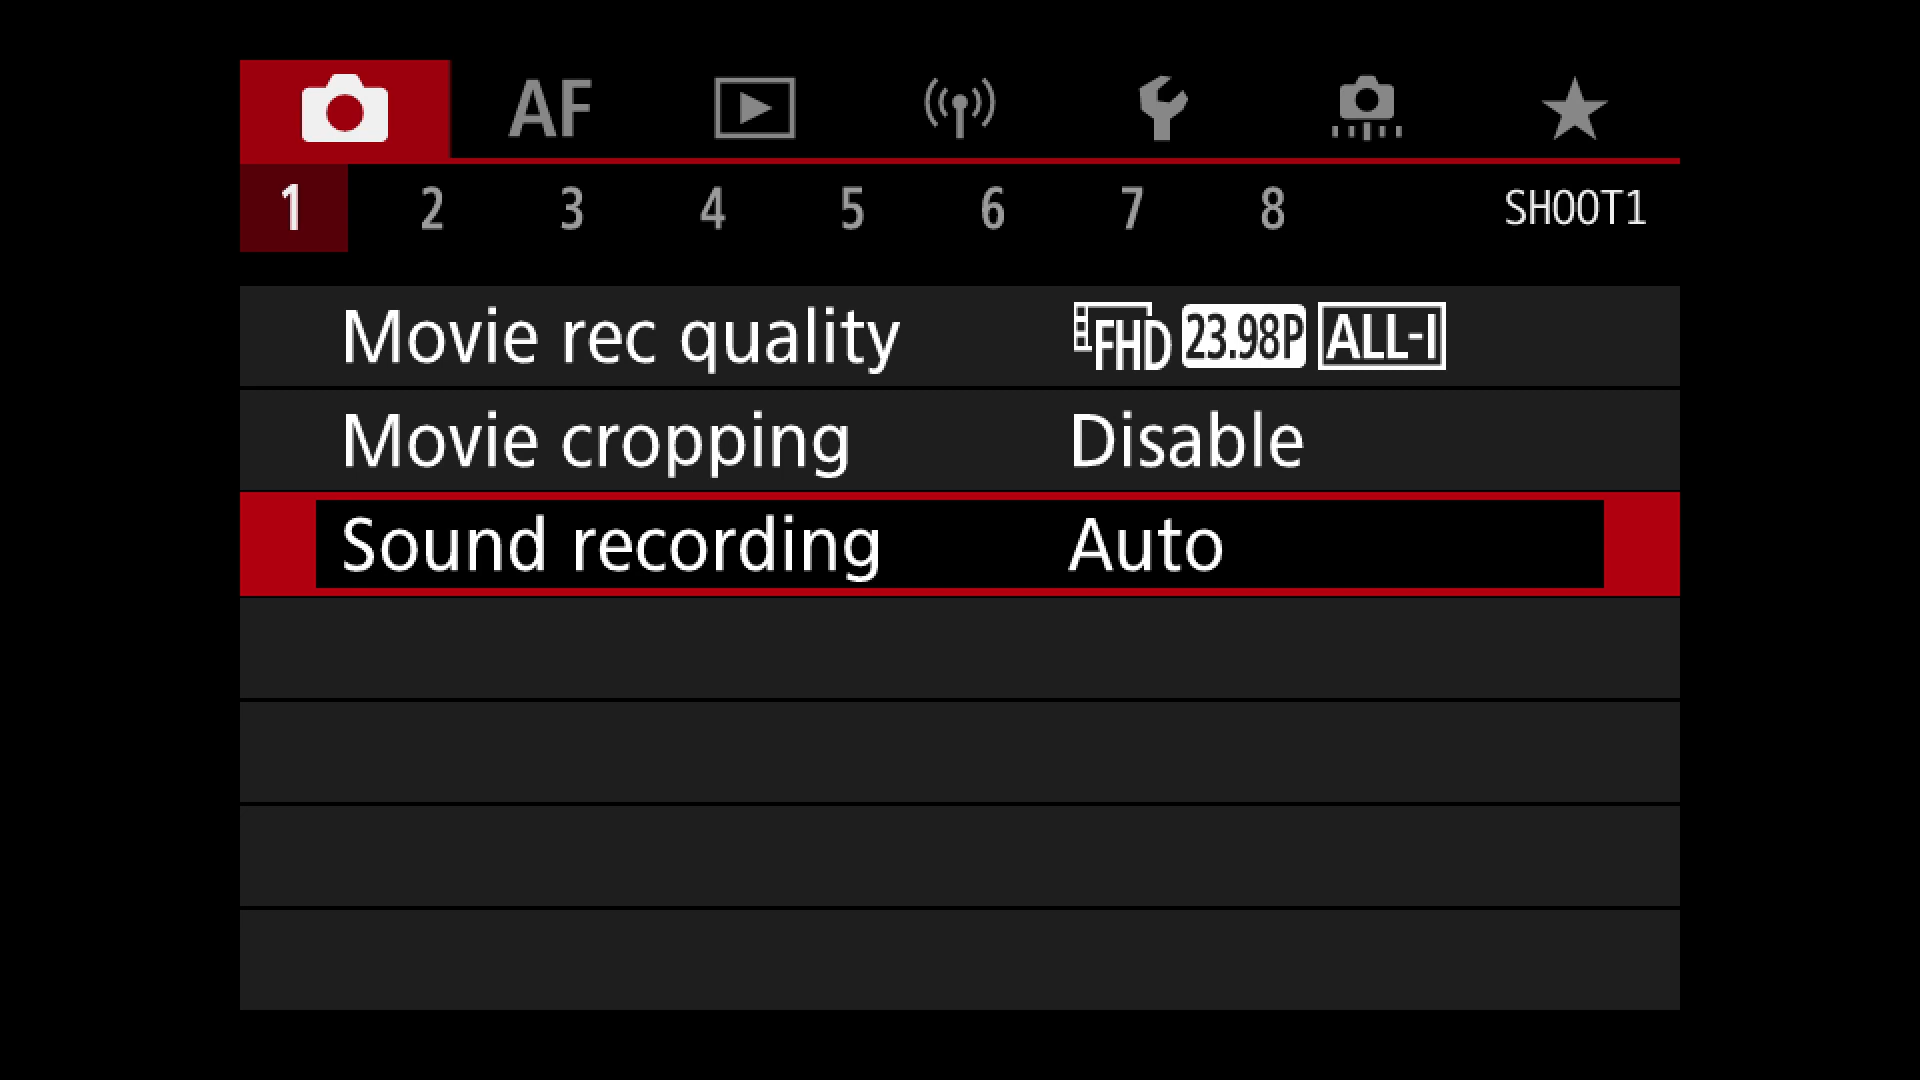 AF
1 2 3 4 5 6 7 8 SHOOT1
Movie rec quality FHD 23.98P ALL-I
Movie cropping Disable
Sound recording Auto